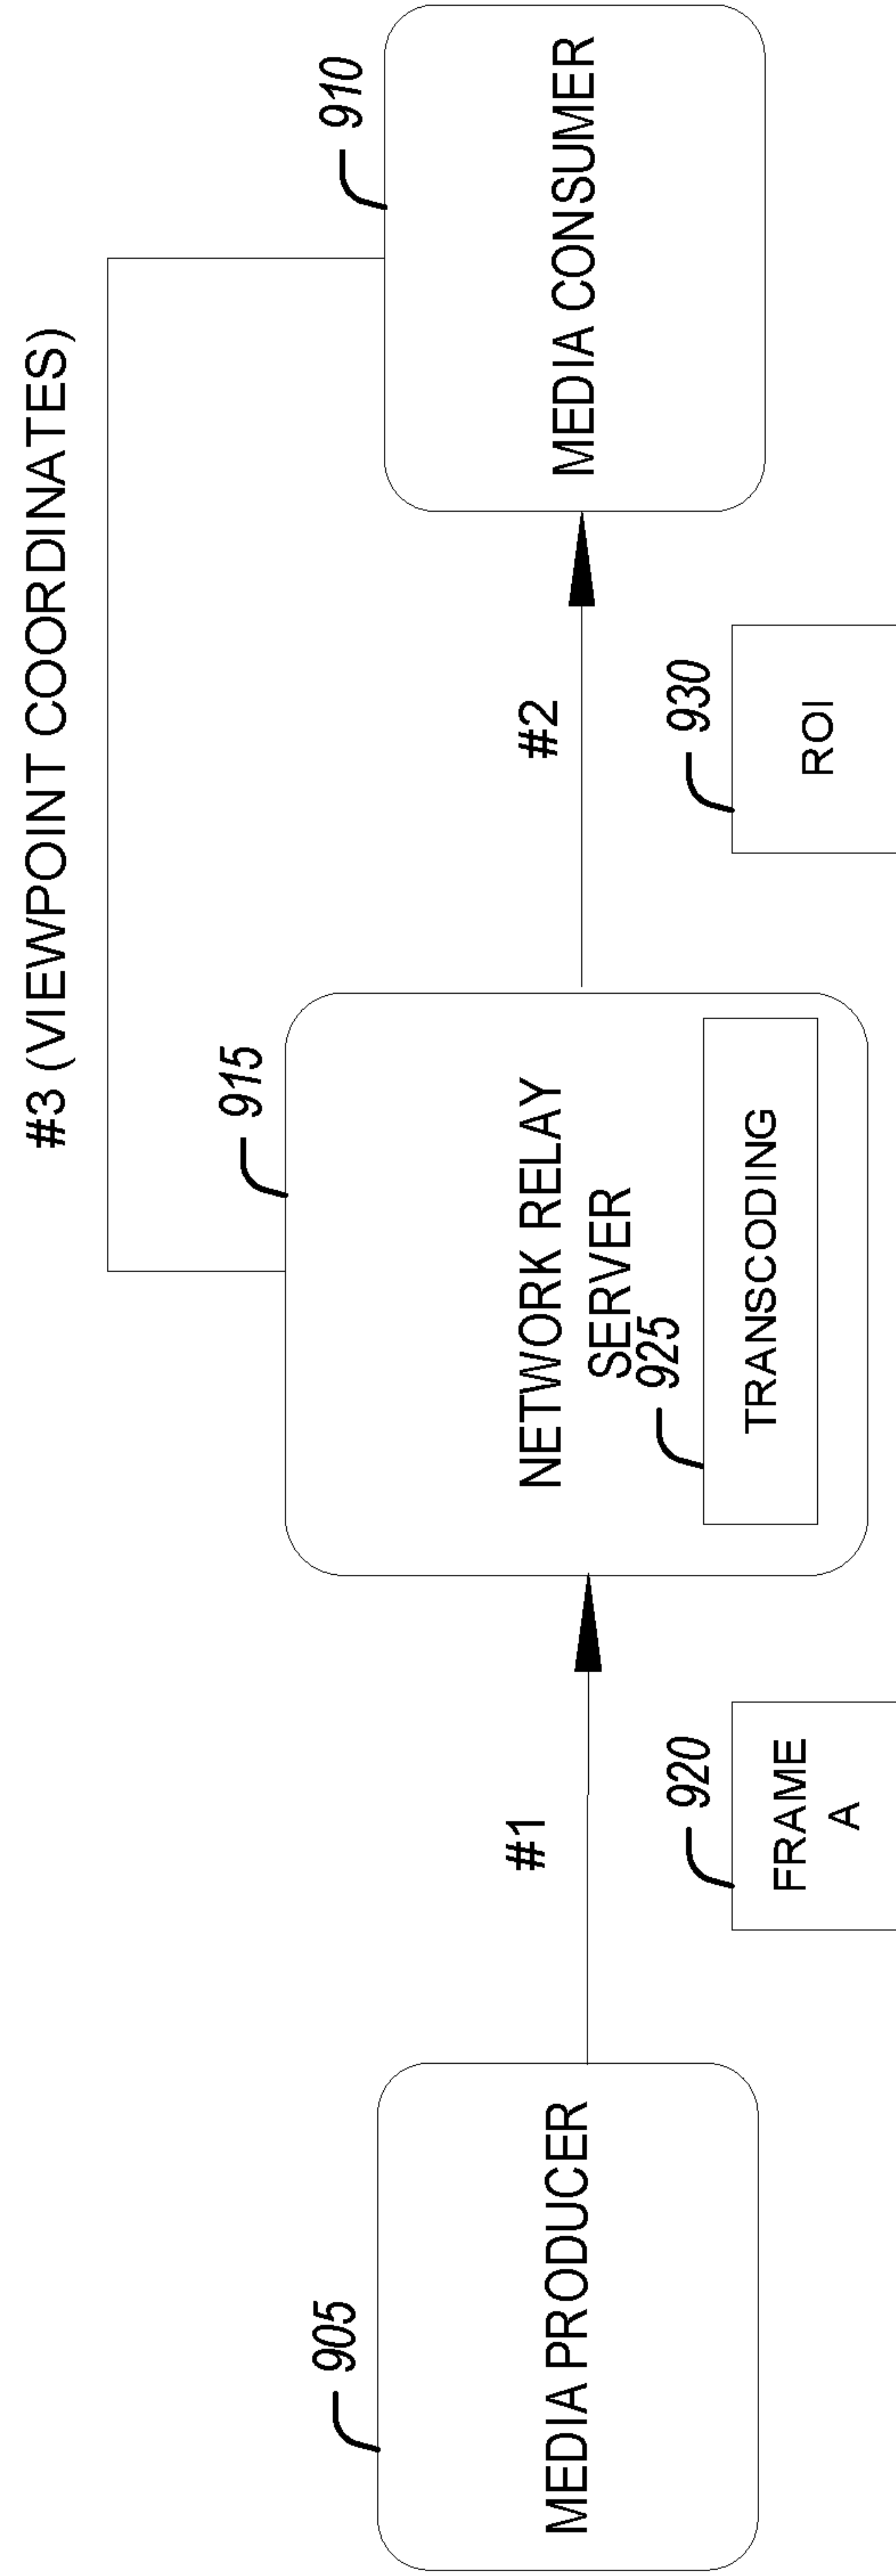 #3 (VIEWPOINT COORDINATES)
905
MEDIA PRODUCER
#1
920
FRAME
A
915
NETWORK RELAY
SERVER
925
TRANSCODING
#2
930
ROI
910
MEDIA CONSUMER